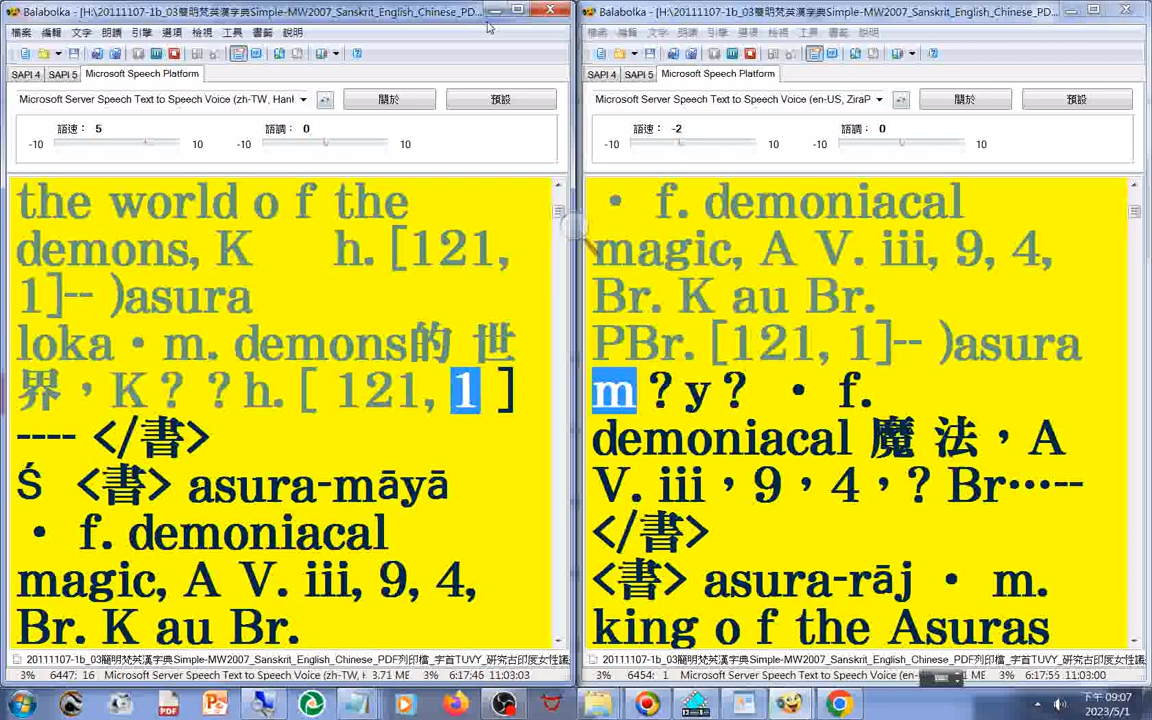 Balabolka - [H:\20111107-1b_03簡明梵英漢字典Simple-MW2007_Sanskrit_English_Chinese_PD...
檔案 編輯 文字 朗讀 引擎 選項 檢視 工具 書籤 說明
SAPI 4 SAPI 5 Microsoft Speech Platform
Microsoft Server Speech Text to Speech Voice (zh-TW, Hanl 關於 預設
語速： 5 語調： 0
-10 10 -10 10
the world o f the
demons, K h. [121,
1]-- )asura
loka • m. demons的 世
界，K？？h. [ 121, 1 ]
---- </書>
Ś <書> asura-māyā
• f. demoniacal
magic, A V. iii, 9, 4,
Br. K au Br.
20111107-1b_03簡明梵英漢字典Simple-MW2007_Sanskrit_English_Chinese_PDF列印檔_字首TUVY_研究古印度女性議
3% 6447: 16 Microsoft Server Speech Text to Speech Voice (zh-TW, H 3.71 ME 3% 6:17:46 11:03:03
Balabolka - [H:\20111107-1b_03簡明梵英漢字典Simple-MW2007_Sanskrit_English_Chinese_PD...
檔案 編輯 文字 朗讀 引擎 選項 檢視 工具 書籤 說明
SAPI 4 SAPI 5 Microsoft Speech Platform
Microsoft Server Speech Text to Speech Voice (en-US, ZiraP 關於 預設
語速： -2 語調： 0
-10 10 -10 10
• f. demoniacal
magic, A V. iii, 9, 4,
Br. K au Br.
PBr. [121, 1]-- )asura
m ？y？ • f.
demoniacal 魔 法，A
V. iii，9，4，？Br…--
</書>
<書> asura-rāj • m.
king o f the Asuras
20111107-1b_03簡明梵英漢字典Simple-MW2007_Sanskrit_English_Chinese_PDF列印檔_字首TUVY_研究古印度女性議
3% 6454: 1 Microsoft Server Speech Text to Speech Voice (en-US, Z 3.71 ME 3% 6:17:55 11:03:00
下午 09:07
2023/5/1